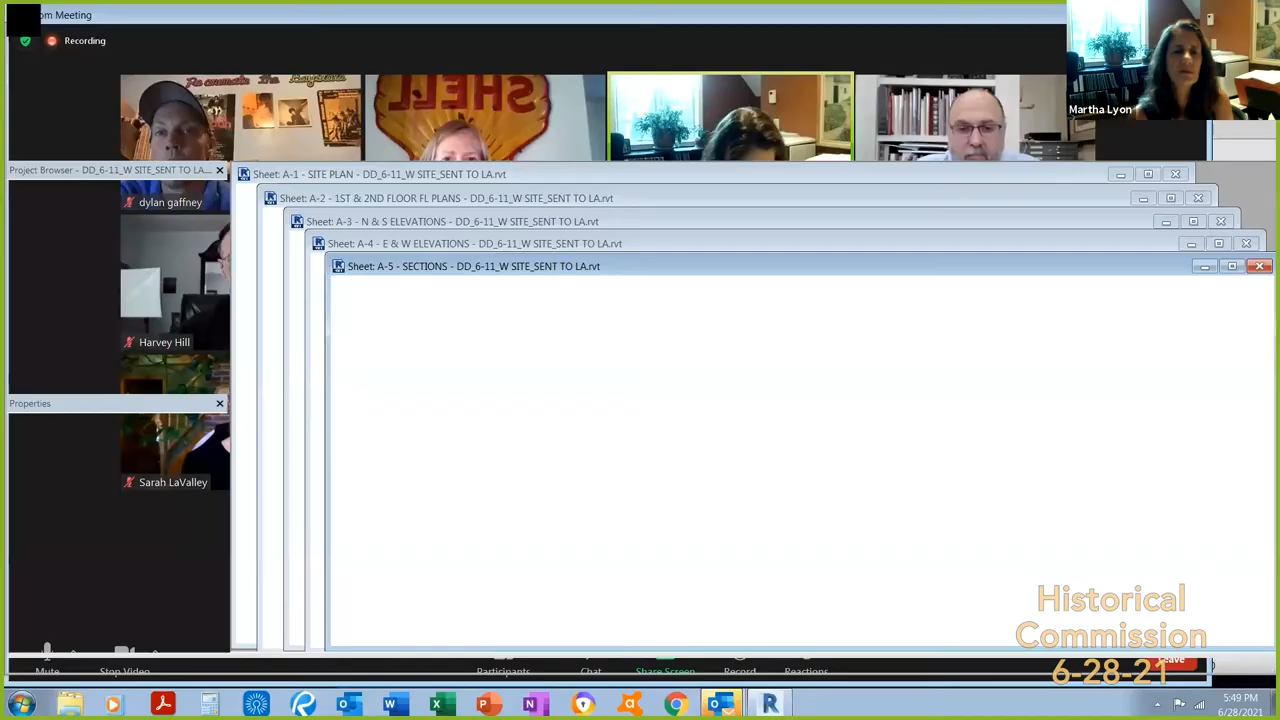 om Meeting
Recording
SHELL
Martha Lyon
Project Browser - DD_6-11_W SITE_SENT TO LA...
Sheet: A-1 - SITE PLAN - DD_6-11_W SITE_SENT TO LA.rvt
dylan gaffney
Sheet: A-2 - 1ST & 2ND FLOOR FL PLANS - DD_6-11_W SITE_SENT TO LA.rvt
Sheet: A-3 - N & S ELEVATIONS - DD_6-11_W SITE_SENT TO LA.rvt
Sheet: A-4 - E & W ELEVATIONS - DD_6-11_W SITE_SENT TO LA.rvt
Sheet: A-5 - SECTIONS - DD_6-11_W SITE_SENT TO LA.rvt
Harvey Hill
Properties
Sarah LaValley
Historical
Commission
6-28-21
Mute
Stop Video
Participants
Chat
Share Screen
Record
Reactions
Leave
5:49 PM
6/28/2021